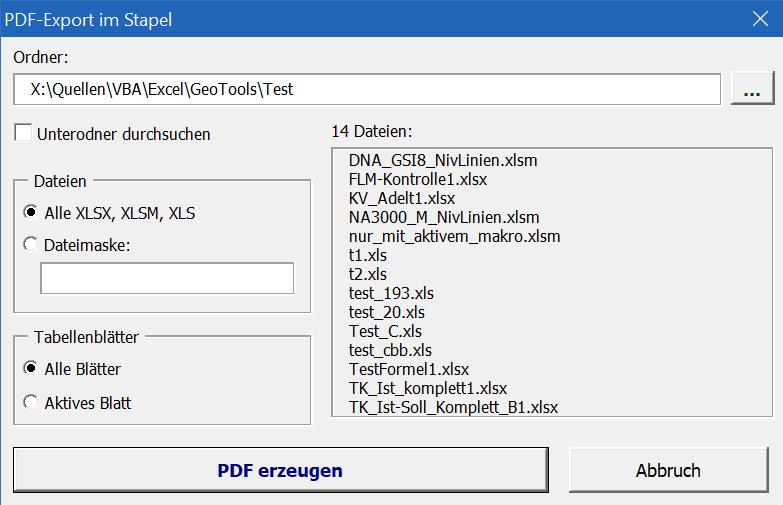 PDF-Export im Stapel
Ordner:
X:\Quellen\VBA\Excel\GeoTools\Test
...
Unterodner durchsuchen
Dateien
Alle XLSX, XLSM, XLS
Dateimaske:
Tabellenblätter
Alle Blätter
Aktives Blatt
14 Dateien:
DNA_GSI8_NivLinien.xlsm
FLM-Kontrolle1.xlsx
KV_Adelt1.xlsx
NA3000_M_NivLinien.xlsm
nur_mit_aktivem_makro.xlsm
t1.xls
t2.xls
test_193.xls
test_20.xls
Test_C.xls
test_cbb.xls
TestFormel1.xlsx
TK_Ist_komplett1.xlsx
TK_Ist-Soll_Komplett_B1.xlsx
PDF erzeugen
Abbruch